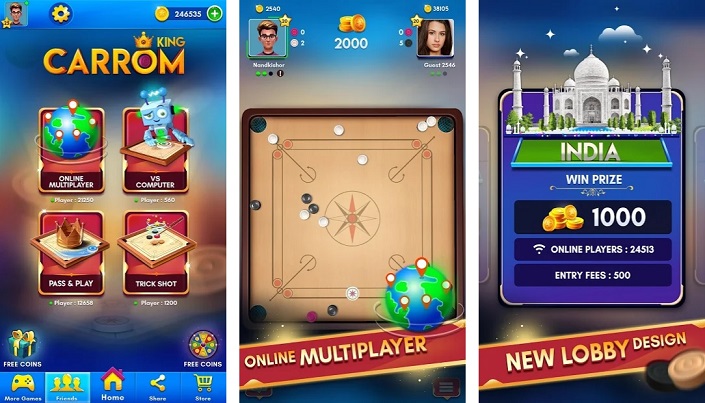 246535
KING
CARROM
ONLINE
MULTIPLAYER
Player : 21250
VS
COMPUTER
Player : 560
PASS & PLAY
Player : 12658
TRICK SHOT
Player : 1200
FREE COINS
FREE COINS
More Games
Friends
Home
Share
Store
2540
38105
20
0
2
0
5
2000
Nandkishor
Guest 2546
ONLINE MULTIPLAYER
INDIA
WIN PRIZE
1000
ONLINE PLAYERS : 24513
ENTRY FEES : 500
NEW LOBBY DESIGN